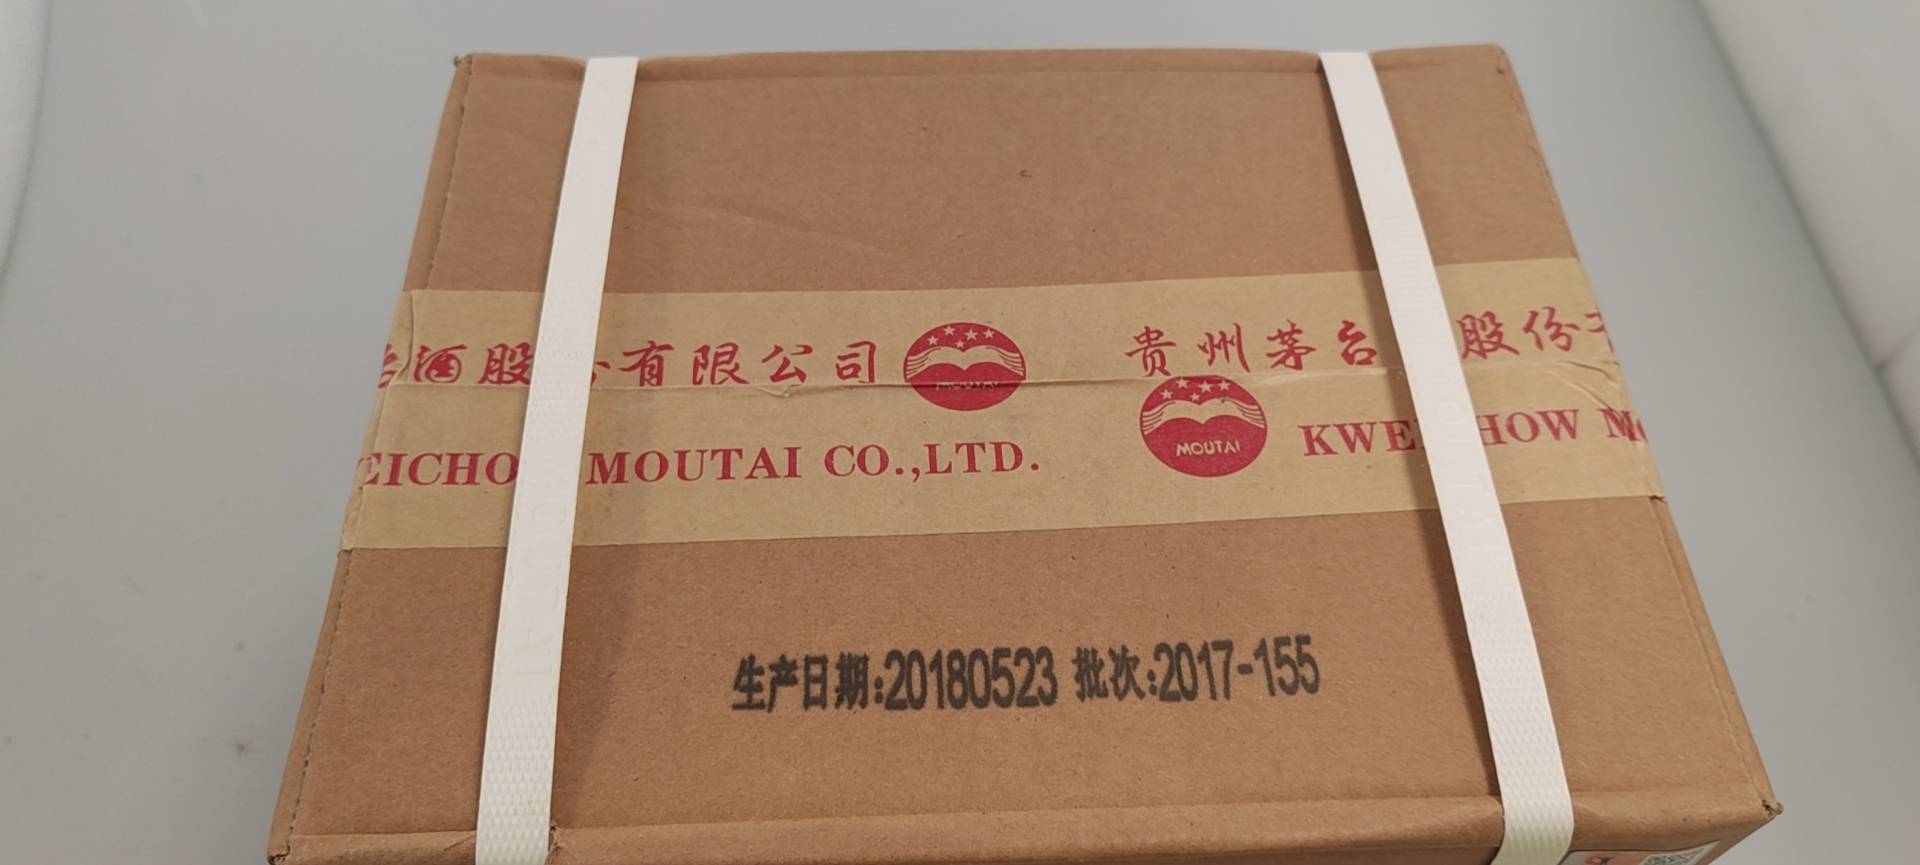 酒股份有限公司 MOUTAI 贵州茅台 股份
EICHO MOUTAI CO.,LTD. MOUTAI KWEI HOW M
生产日期:20180523 批次:2017-155